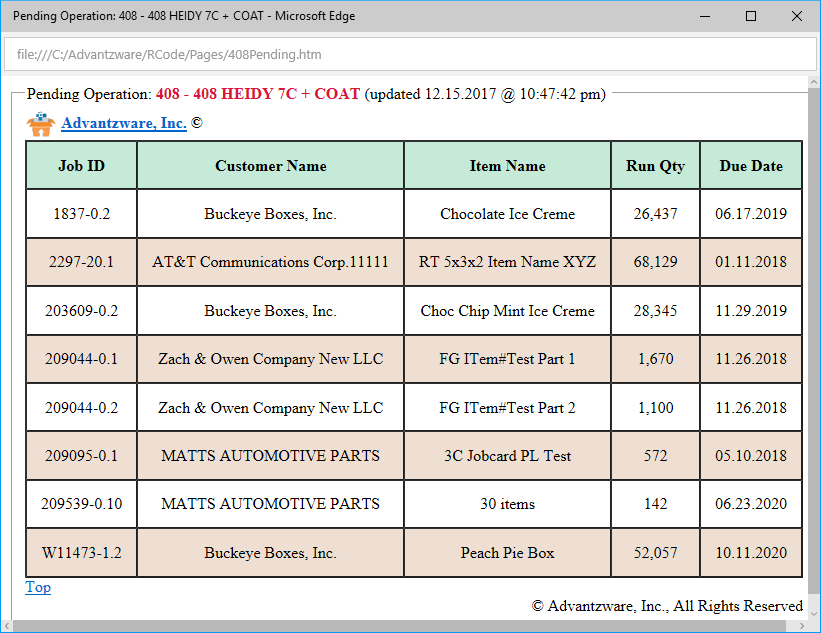 Pending Operation: 408 - 408 HEIDY 7C + COAT - Microsoft Edge
file:///C:/Advantzware/RCode/Pages/408Pending.htm
Pending Operation: 408 - 408 HEIDY 7C + COAT (updated 12.15.2017 @ 10:47:42 pm)
Advantzware, Inc. ©
Job ID Customer Name Item Name Run Qty Due Date
1837-0.2 Buckeye Boxes, Inc. Chocolate Ice Creme 26,437 06.17.2019
2297-20.1 AT&T Communications Corp.11111 RT 5x3x2 Item Name XYZ 68,129 01.11.2018
203609-0.2 Buckeye Boxes, Inc. Choc Chip Mint Ice Creme 28,345 11.29.2019
209044-0.1 Zach & Owen Company New LLC FG ITem#Test Part 1 1,670 11.26.2018
209044-0.2 Zach & Owen Company New LLC FG ITem#Test Part 2 1,100 11.26.2018
209095-0.1 MATTS AUTOMOTIVE PARTS 3C Jobcard PL Test 572 05.10.2018
209539-0.10 MATTS AUTOMOTIVE PARTS 30 items 142 06.23.2020
W11473-1.2 Buckeye Boxes, Inc. Peach Pie Box 52,057 10.11.2020
Top
© Advantzware, Inc., All Rights Reserved